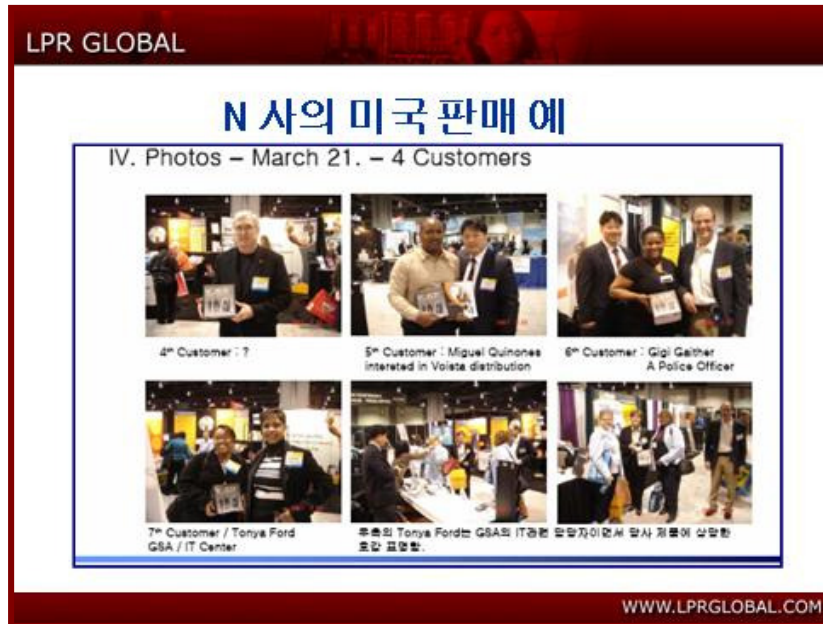 LPR GLOBAL
N 사의 미국 판매 예
IV. Photos – March 21. – 4 Customers
4th Customer : ?
5th Customer : Miguel Quinones
intereted in Voista distribution
6th Customer : Gigi Gaither
A Police Officer
7th Customer / Tonya Ford
GSA / IT Center
우측의 Tonya Ford는 GSA의 IT관련 담당자이면서 당사 제품에 상당한
호감 표명함.
WWW.LPRGLOBAL.COM